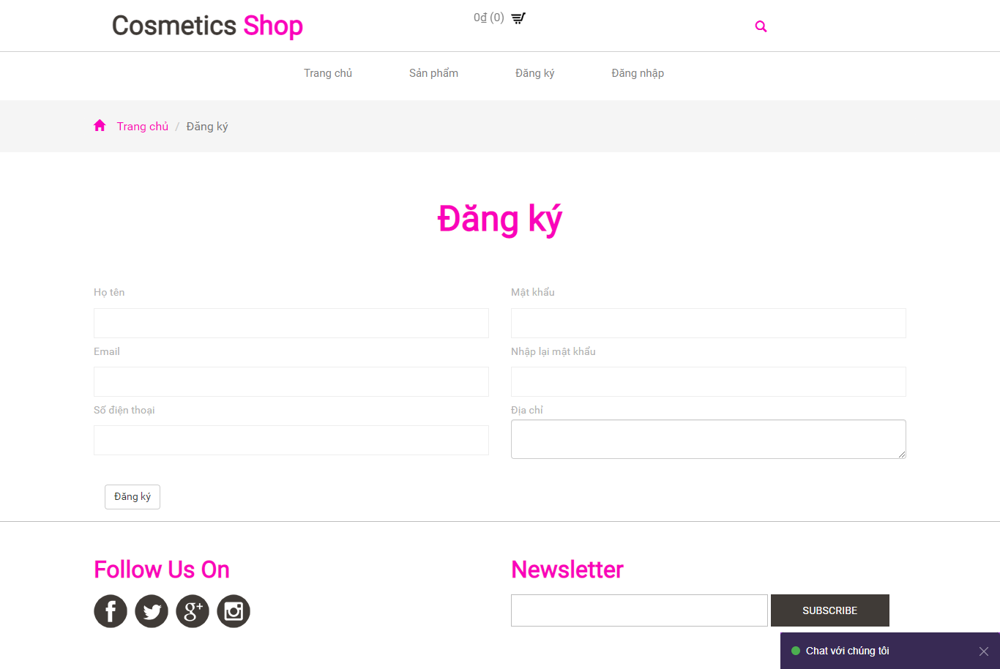 Cosmetics Shop
0₫ (0)
Trang chủ
Sản phẩm
Đăng ký
Đăng nhập
Trang chủ / Đăng ký
Đăng ký
Họ tên
Mật khẩu
Email
Nhập lại mật khẩu
Số điện thoại
Địa chỉ
Đăng ký
Follow Us On
Newsletter
SUBSCRIBE
Chat với chúng tôi